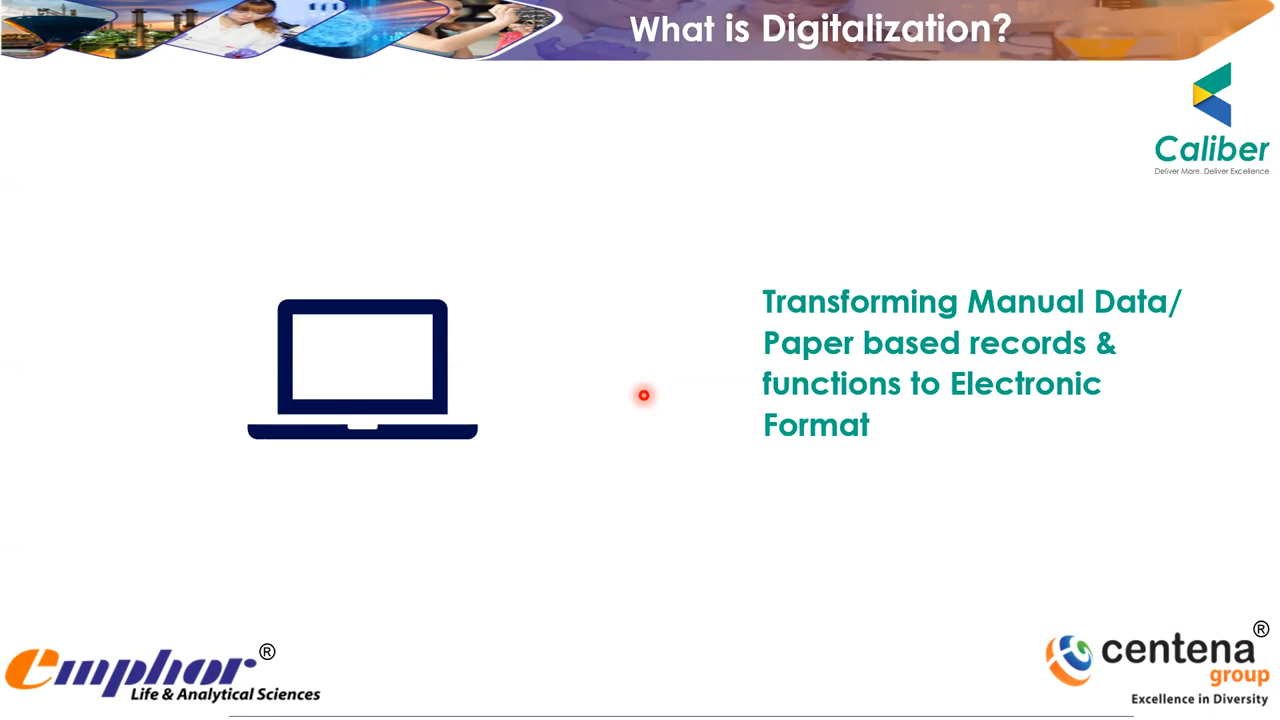 What is Digitalization?
Caliber
Deliver More. Deliver Excellence
Transforming Manual Data/
Paper based records &
functions to Electronic
Format
emphor®
Life & Analytical Sciences
centena®
group
Excellence in Diversity